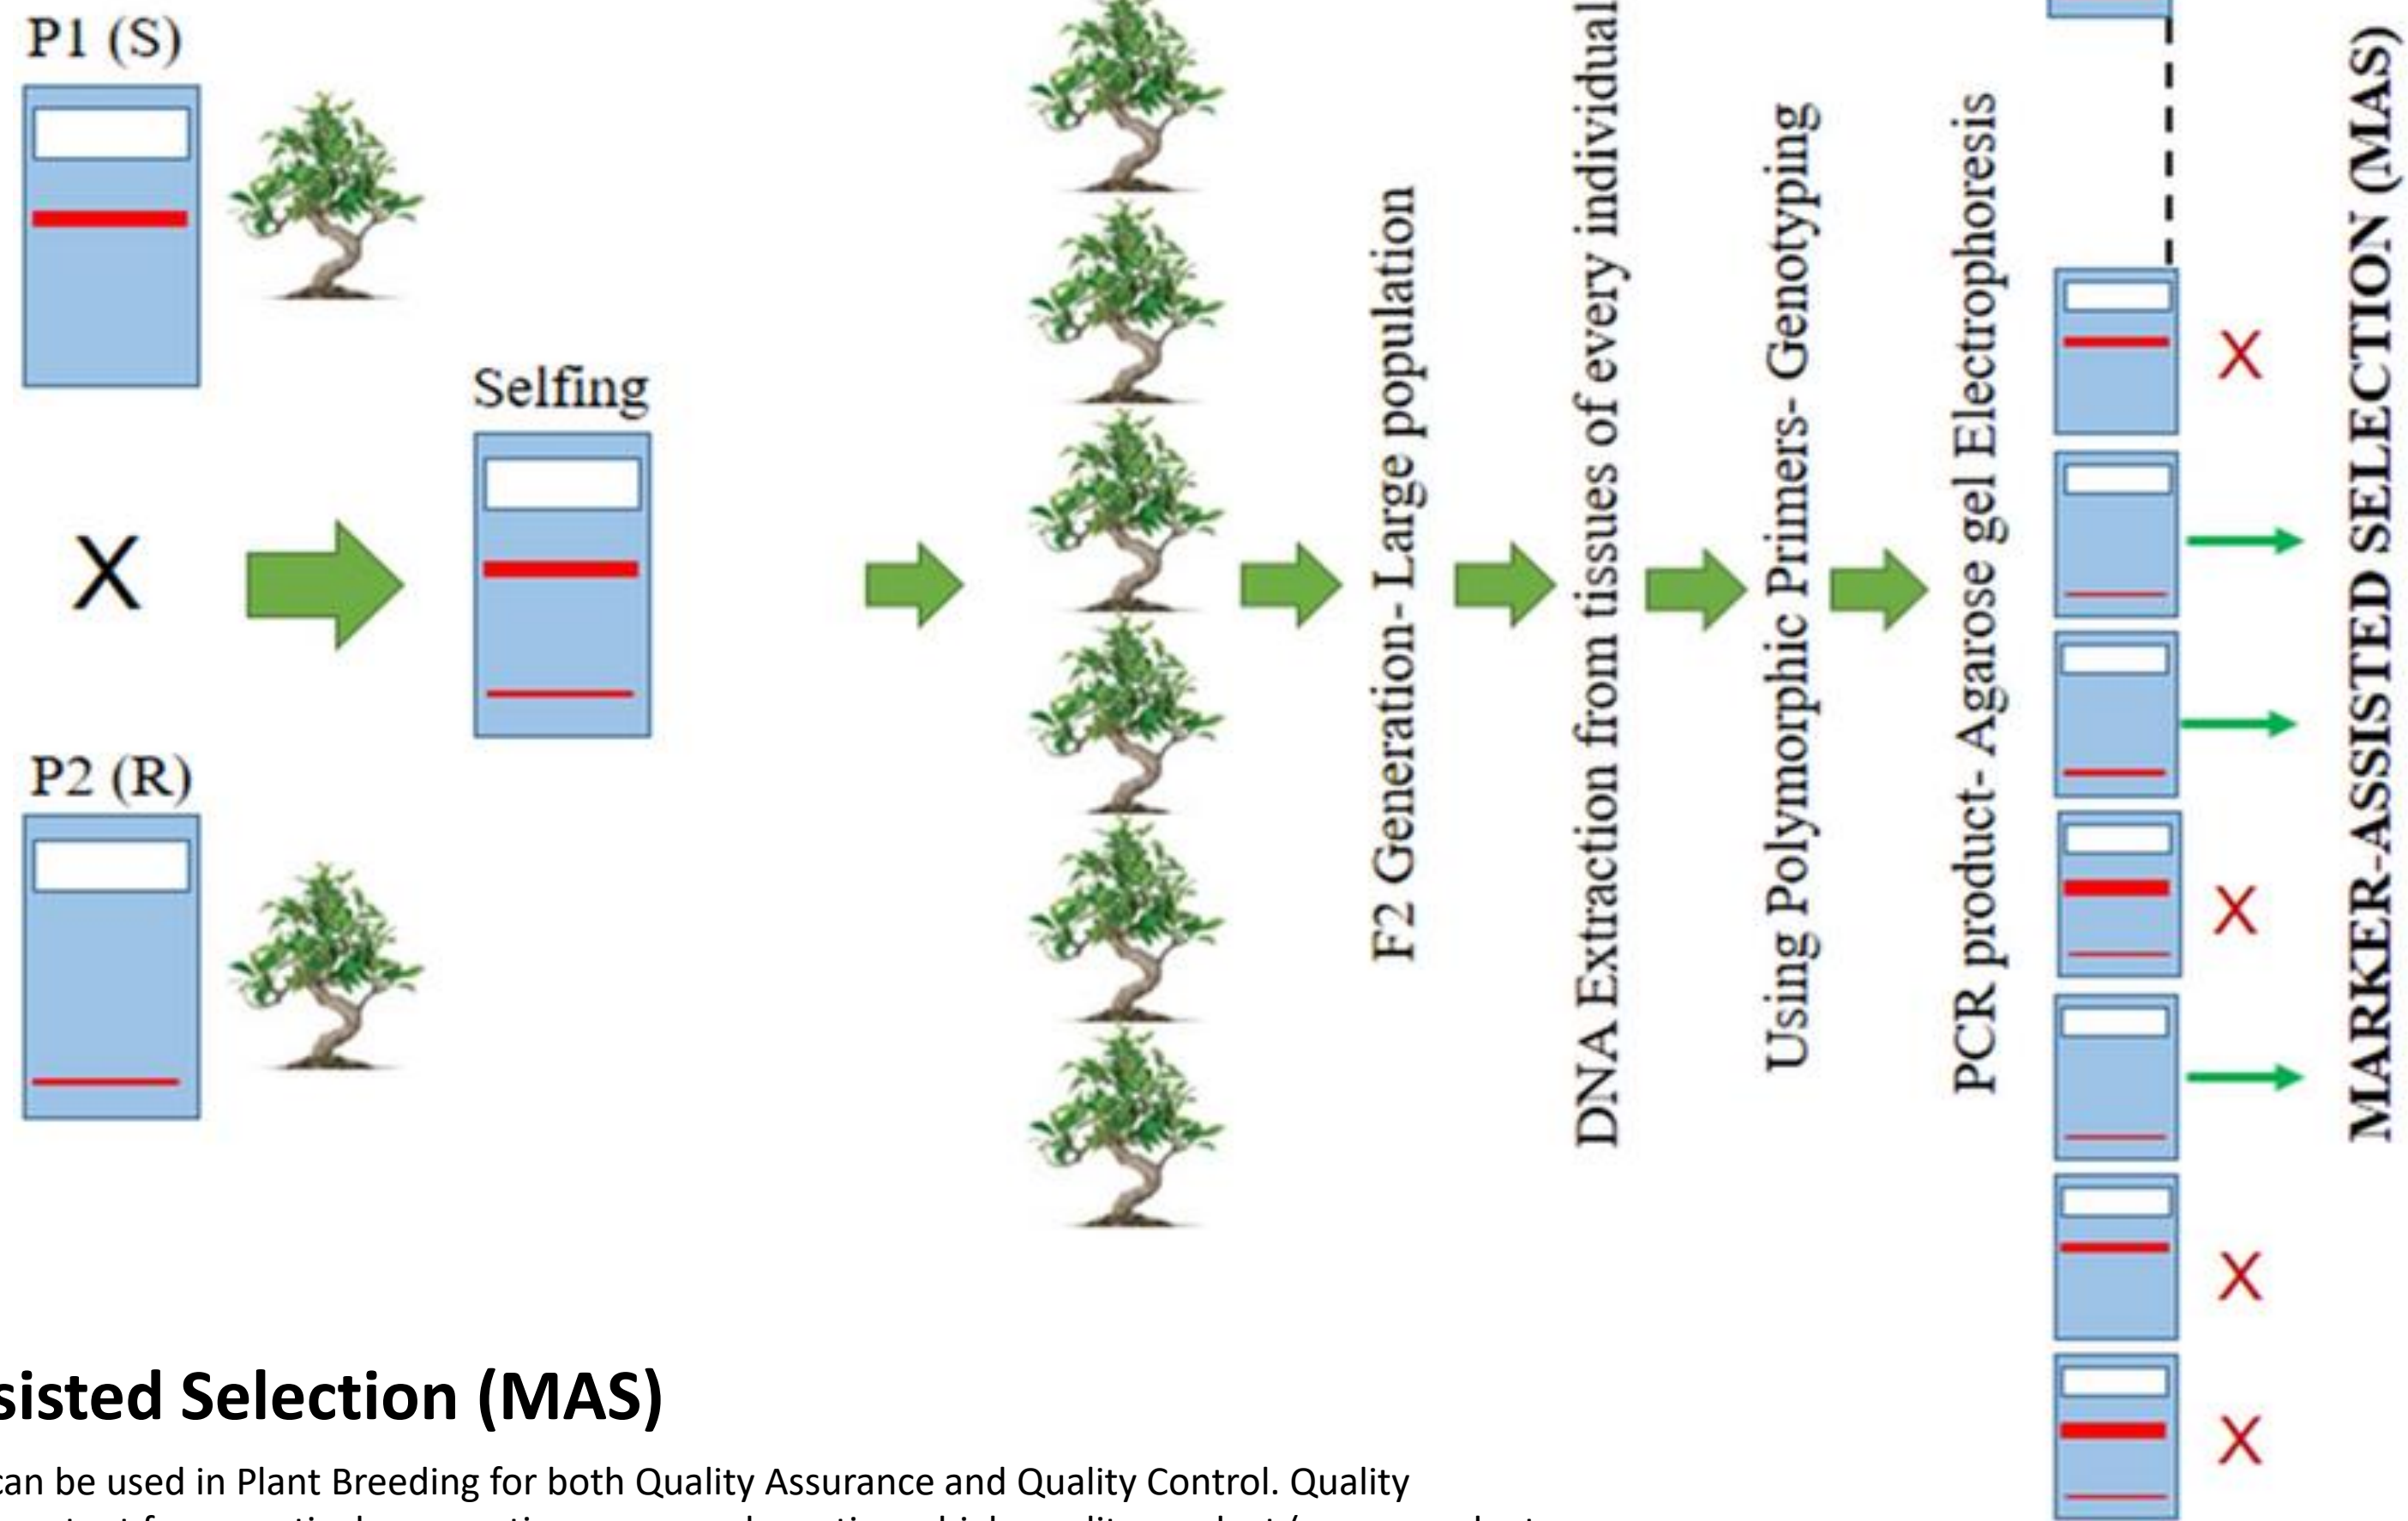 P1 (S)
X
P2 (R)
Selfing
F2 Generation- Large population
DNA Extraction from tissues of every individual
Using Polymorphic Primers- Genotyping
PCR product- Agarose gel Electrophoresis
X
X
X
X
MARKER-ASSISTED SELECTION (MAS)
sisted Selection (MAS)
can be used in Plant Breeding for both Quality Assurance and Quality Control. Quality